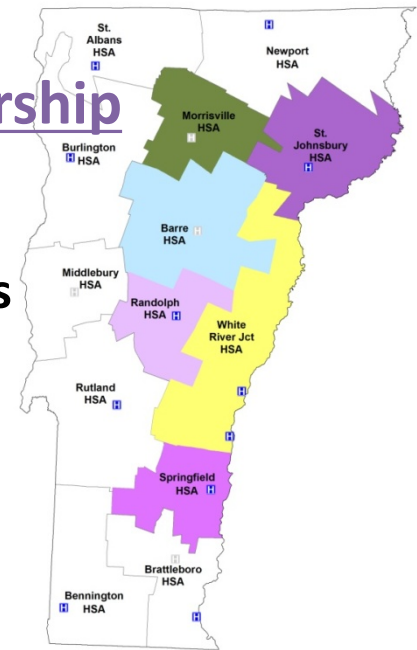 St.
Albans
HSA
H
H
Newport
HSA
ership
Morrisville
HSA
H
St.
Johnsbury
HSA
H
Burlington
HSA
H
Barre
HSA
H
Middlebury
HSA
H
s
Randolph
HSA
H
White
River Jct
HSA
Rutland
HSA
H
H
H
Springfield
HSA
H
H
Brattleboro
HSA
Bennington
HSA
H
H